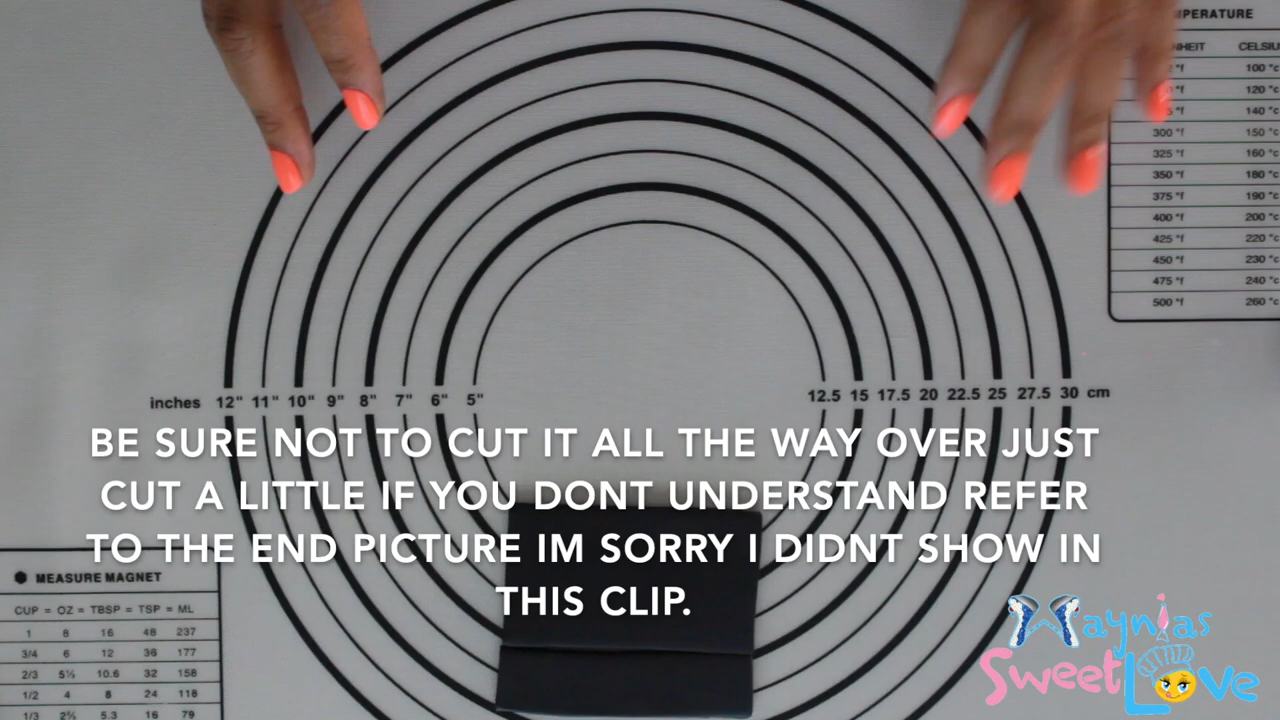 MPERATURE
NHEIT CELSIU
°f 100 °c
°f 120 °c
°f 140 °c
300 °f 150 °c
325 °f 160 °c
350 °f 180 °c
375 °f 190 °c
400 °f 200 °c
425 °f 220 °c
450 °f 230 °c
475 °f 240 °c
500 °f 260 °c
inches 12" 11" 10" 9" 8" 7" 6" 5" 12.5 15 17.5 20 22.5 25 27.5 30 cm
BE SURE NOT TO CUT IT ALL THE WAY OVER JUST
CUT A LITTLE IF YOU DONT UNDERSTAND REFER
TO THE END PICTURE IM SORRY I DIDNT SHOW IN
THIS CLIP.
MEASURE MAGNET
CUP = OZ = TBSP = TSP = ML
1 8 16 48 237
3/4 6 12 36 177
2/3 5⅓ 10.6 32 158
1/2 4 8 24 118
1/3 2⅔ 5.3 16 79
Maynias
Sweet Love